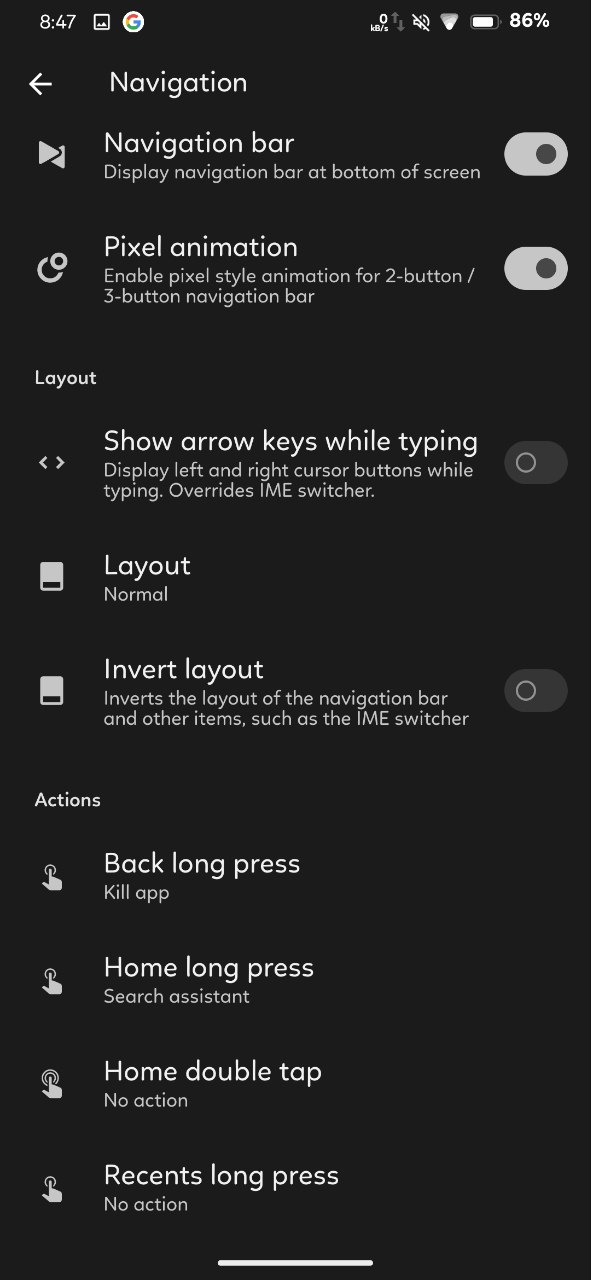 8:47
0
kB/s
86%
Navigation
Navigation bar
Display navigation bar at bottom of screen
Pixel animation
Enable pixel style animation for 2-button /
3-button navigation bar
Layout
Show arrow keys while typing
Display left and right cursor buttons while
typing. Overrides IME switcher.
Layout
Normal
Invert layout
Inverts the layout of the navigation bar
and other items, such as the IME switcher
Actions
Back long press
Kill app
Home long press
Search assistant
Home double tap
No action
Recents long press
No action